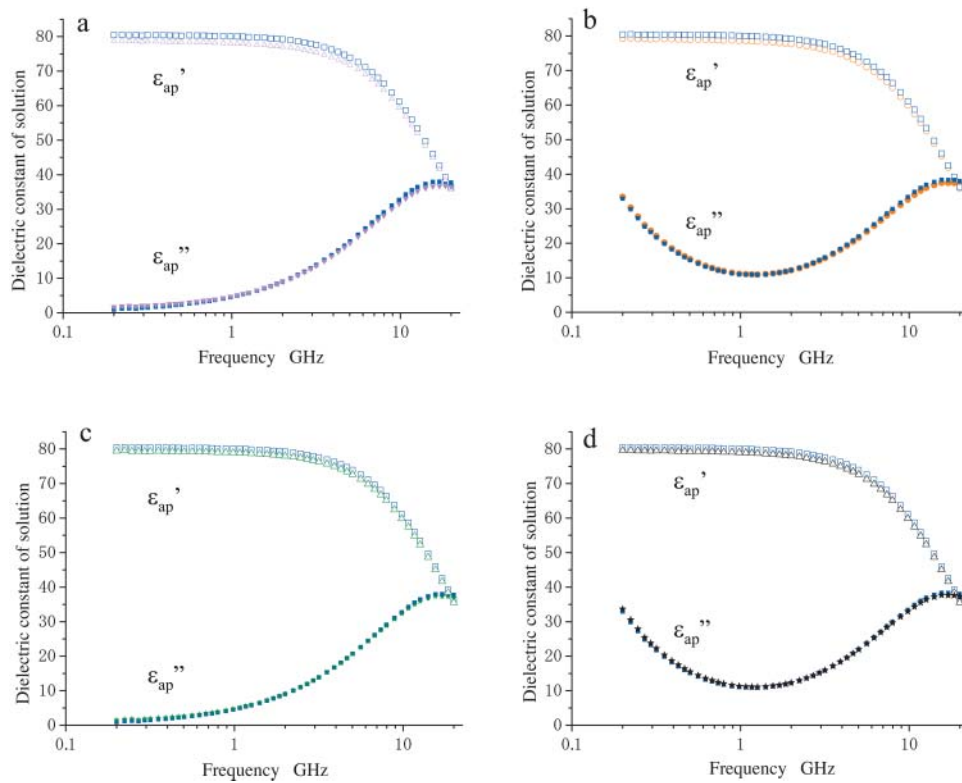 a
Dielectric constant of solution
80
70
60
50
40
30
20
10
0
εap’
εap”
0.1 1 10
Frequency GHz
b
Dielectric constant of solution
80
70
60
50
40
30
20
10
0
εap’
εap”
0.1 1 10
Frequency GHz
c
Dielectric constant of solution
80
70
60
50
40
30
20
10
0
εap’
εap”
0.1 1 10
Frequency GHz
d
Dielectric constant of solution
80
70
60
50
40
30
20
10
0
εap’
εap”
0.1 1 10
Frequency GHz